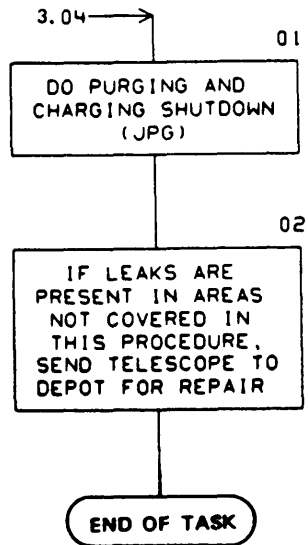 3.04
01
DO PURGING AND
CHARGING SHUTDOWN
(JPG)
02
IF LEAKS ARE
PRESENT IN AREAS
NOT COVERED IN
THIS PROCEDURE,
SEND TELESCOPE TO
DEPOT FOR REPAIR
END OF TASK